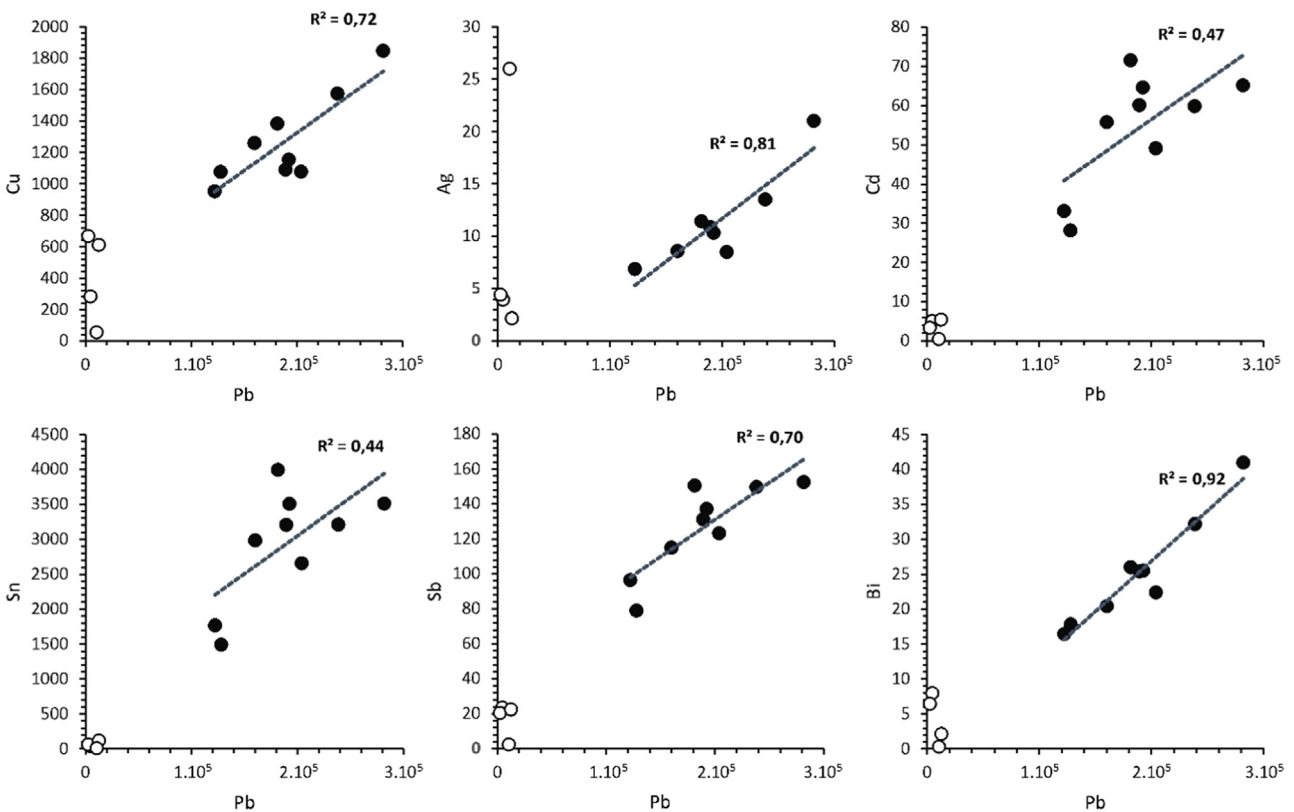 R² = 0,72
Cu
2000
1800
1600
1400
1200
1000
800
600
400
200
0
0 1.10⁵ 2.10⁵ 3.10⁵
Pb
R² = 0,81
Ag
30
25
20
15
10
5
0
0 1.10⁵ 2.10⁵ 3.10⁵
Pb
R² = 0,47
Cd
80
70
60
50
40
30
20
10
0
0 1.10⁵ 2.10⁵ 3.10⁵
Pb
R² = 0,44
Sn
4500
4000
3500
3000
2500
2000
1500
1000
500
0
0 1.10⁵ 2.10⁵ 3.10⁵
Pb
R² = 0,70
Sb
180
160
140
120
100
80
60
40
20
0
0 1.10⁵ 2.10⁵ 3.10⁵
Pb
R² = 0,92
Bi
45
40
35
30
25
20
15
10
5
0
0 1.10⁵ 2.10⁵ 3.10⁵
Pb